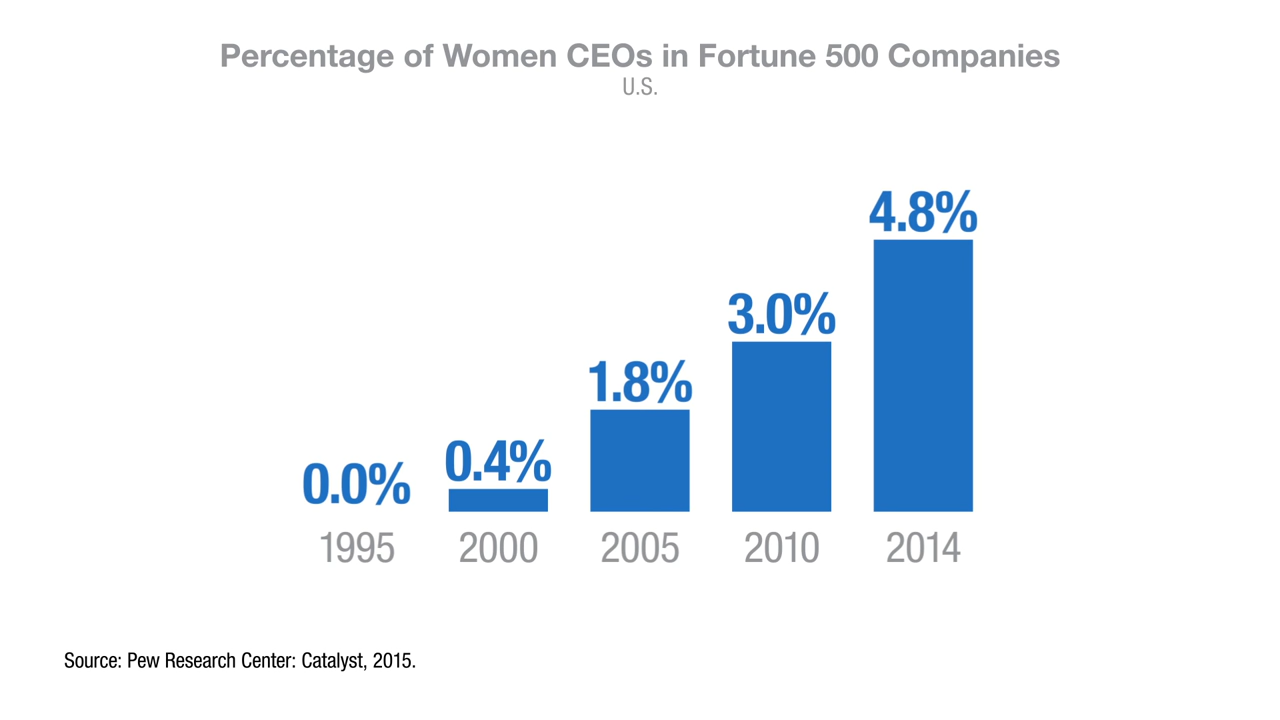 Percentage of Women CEOs in Fortune 500 Companies
U.S.
4.8%
3.0%
1.8%
0.4%
0.0%
1995 2000 2005 2010 2014
Source: Pew Research Center: Catalyst, 2015.